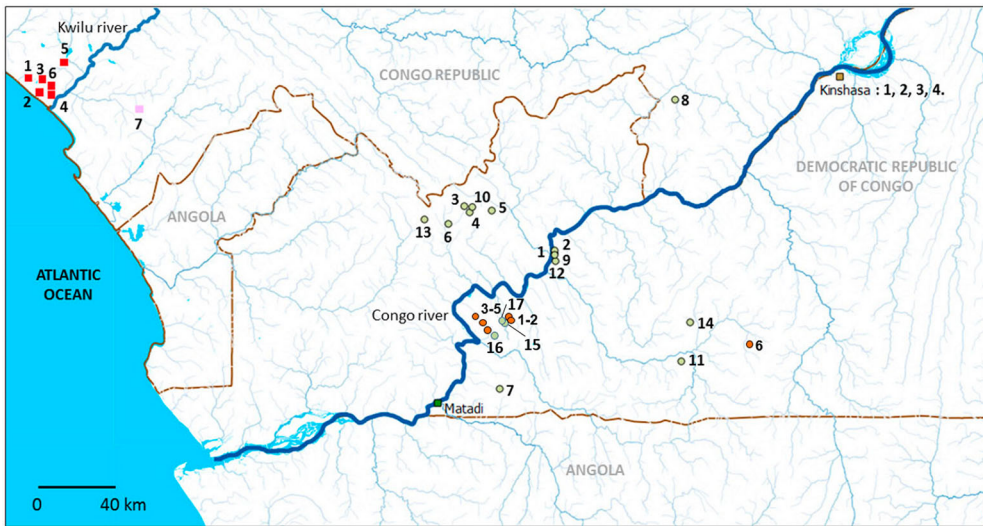 Kwilu river
5
1 3 6
2 4
7
CONGO REPUBLIC
8
Kinshasa : 1, 2, 3, 4.
DEMOCRATIC REPUBLIC
OF CONGO
ANGOLA
3 10
5
13 6 4
1 2
9
12
ATLANTIC
OCEAN
Congo river
3-5 17
1-2
16 15
14
6
11
7
Matadi
ANGOLA
0 40 km